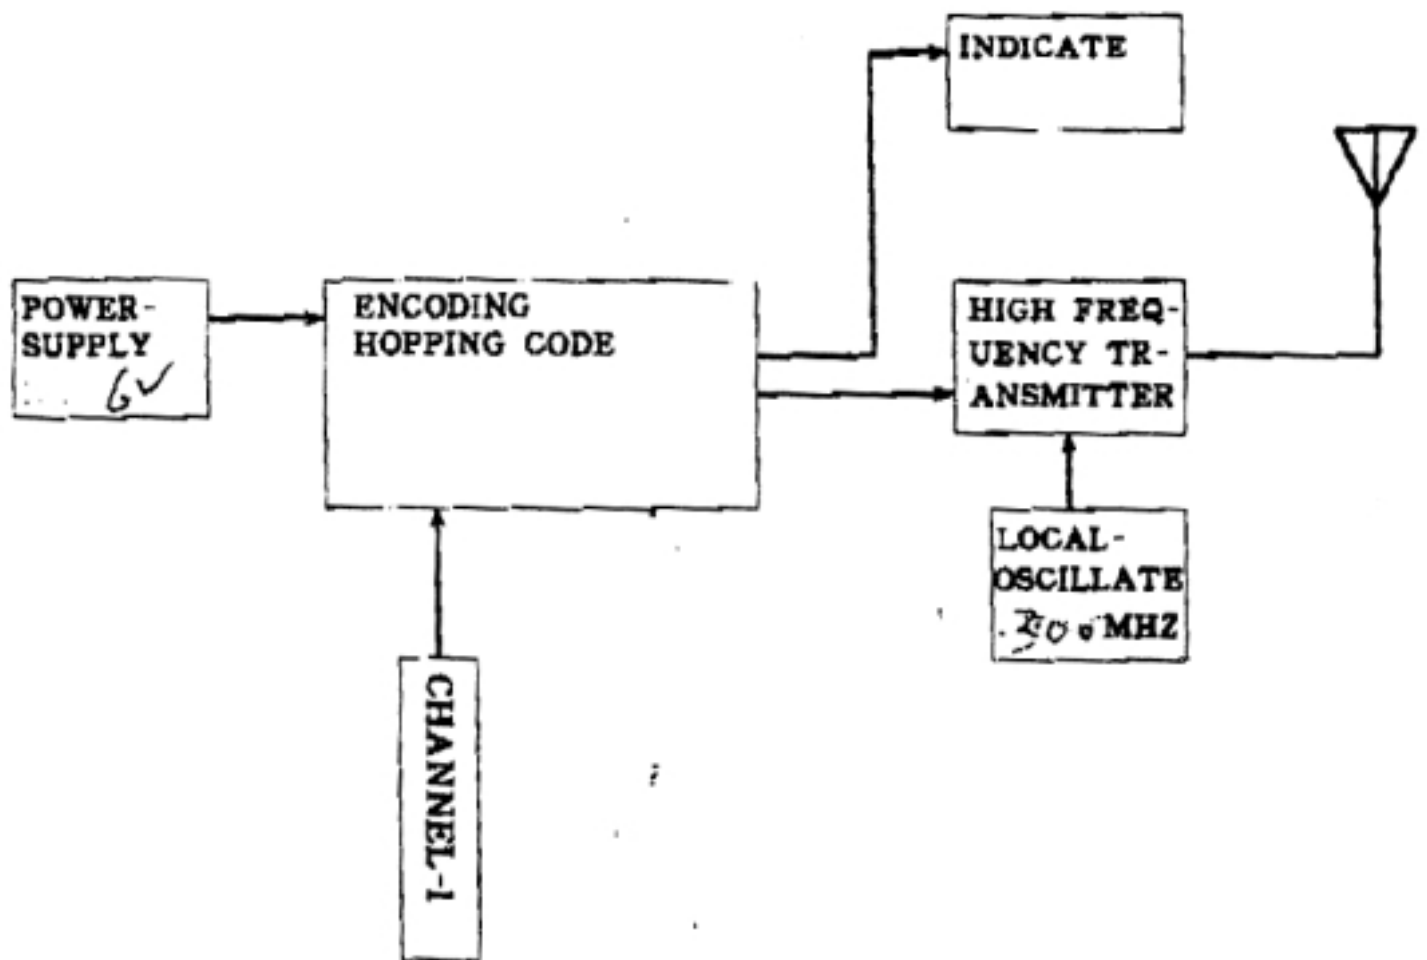 INDICATE
POWER-
SUPPLY
6V
ENCODING
HOPPING CODE
HIGH FREQ-
UENCY TR-
ANSMITTER
LOCAL-
OSCILLATE
MHZ
CHANNEL-1